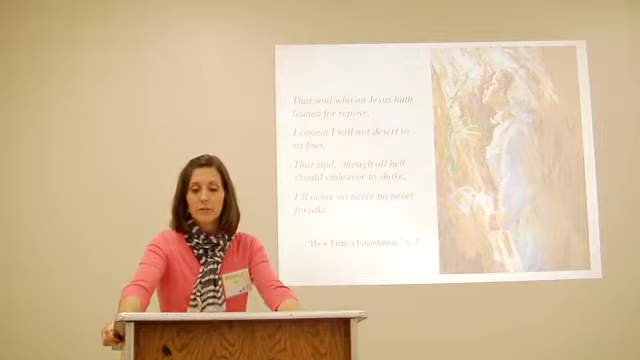 That soul who on Jesus hath
leaned for repose,
I cannot I will not desert to
its foes;
That soul, though all hell
should endeavor to shake,
I'll never no never no never
forsake.
"How Firm a Foundation," v. 7